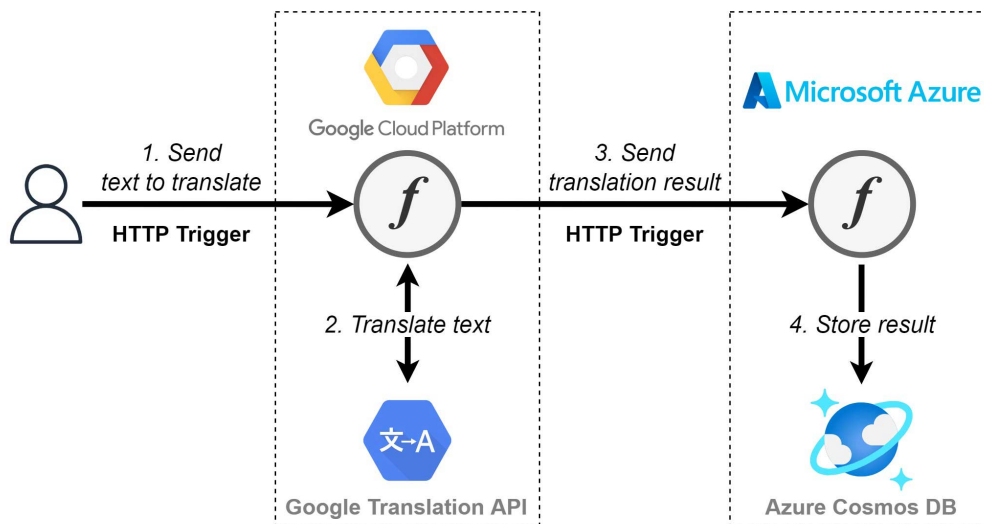 Google Cloud Platform
Microsoft Azure
1. Send
text to translate
HTTP Trigger
f
3. Send
translation result
HTTP Trigger
f
2. Translate text
4. Store result
文→A
Google Translation API
Azure Cosmos DB